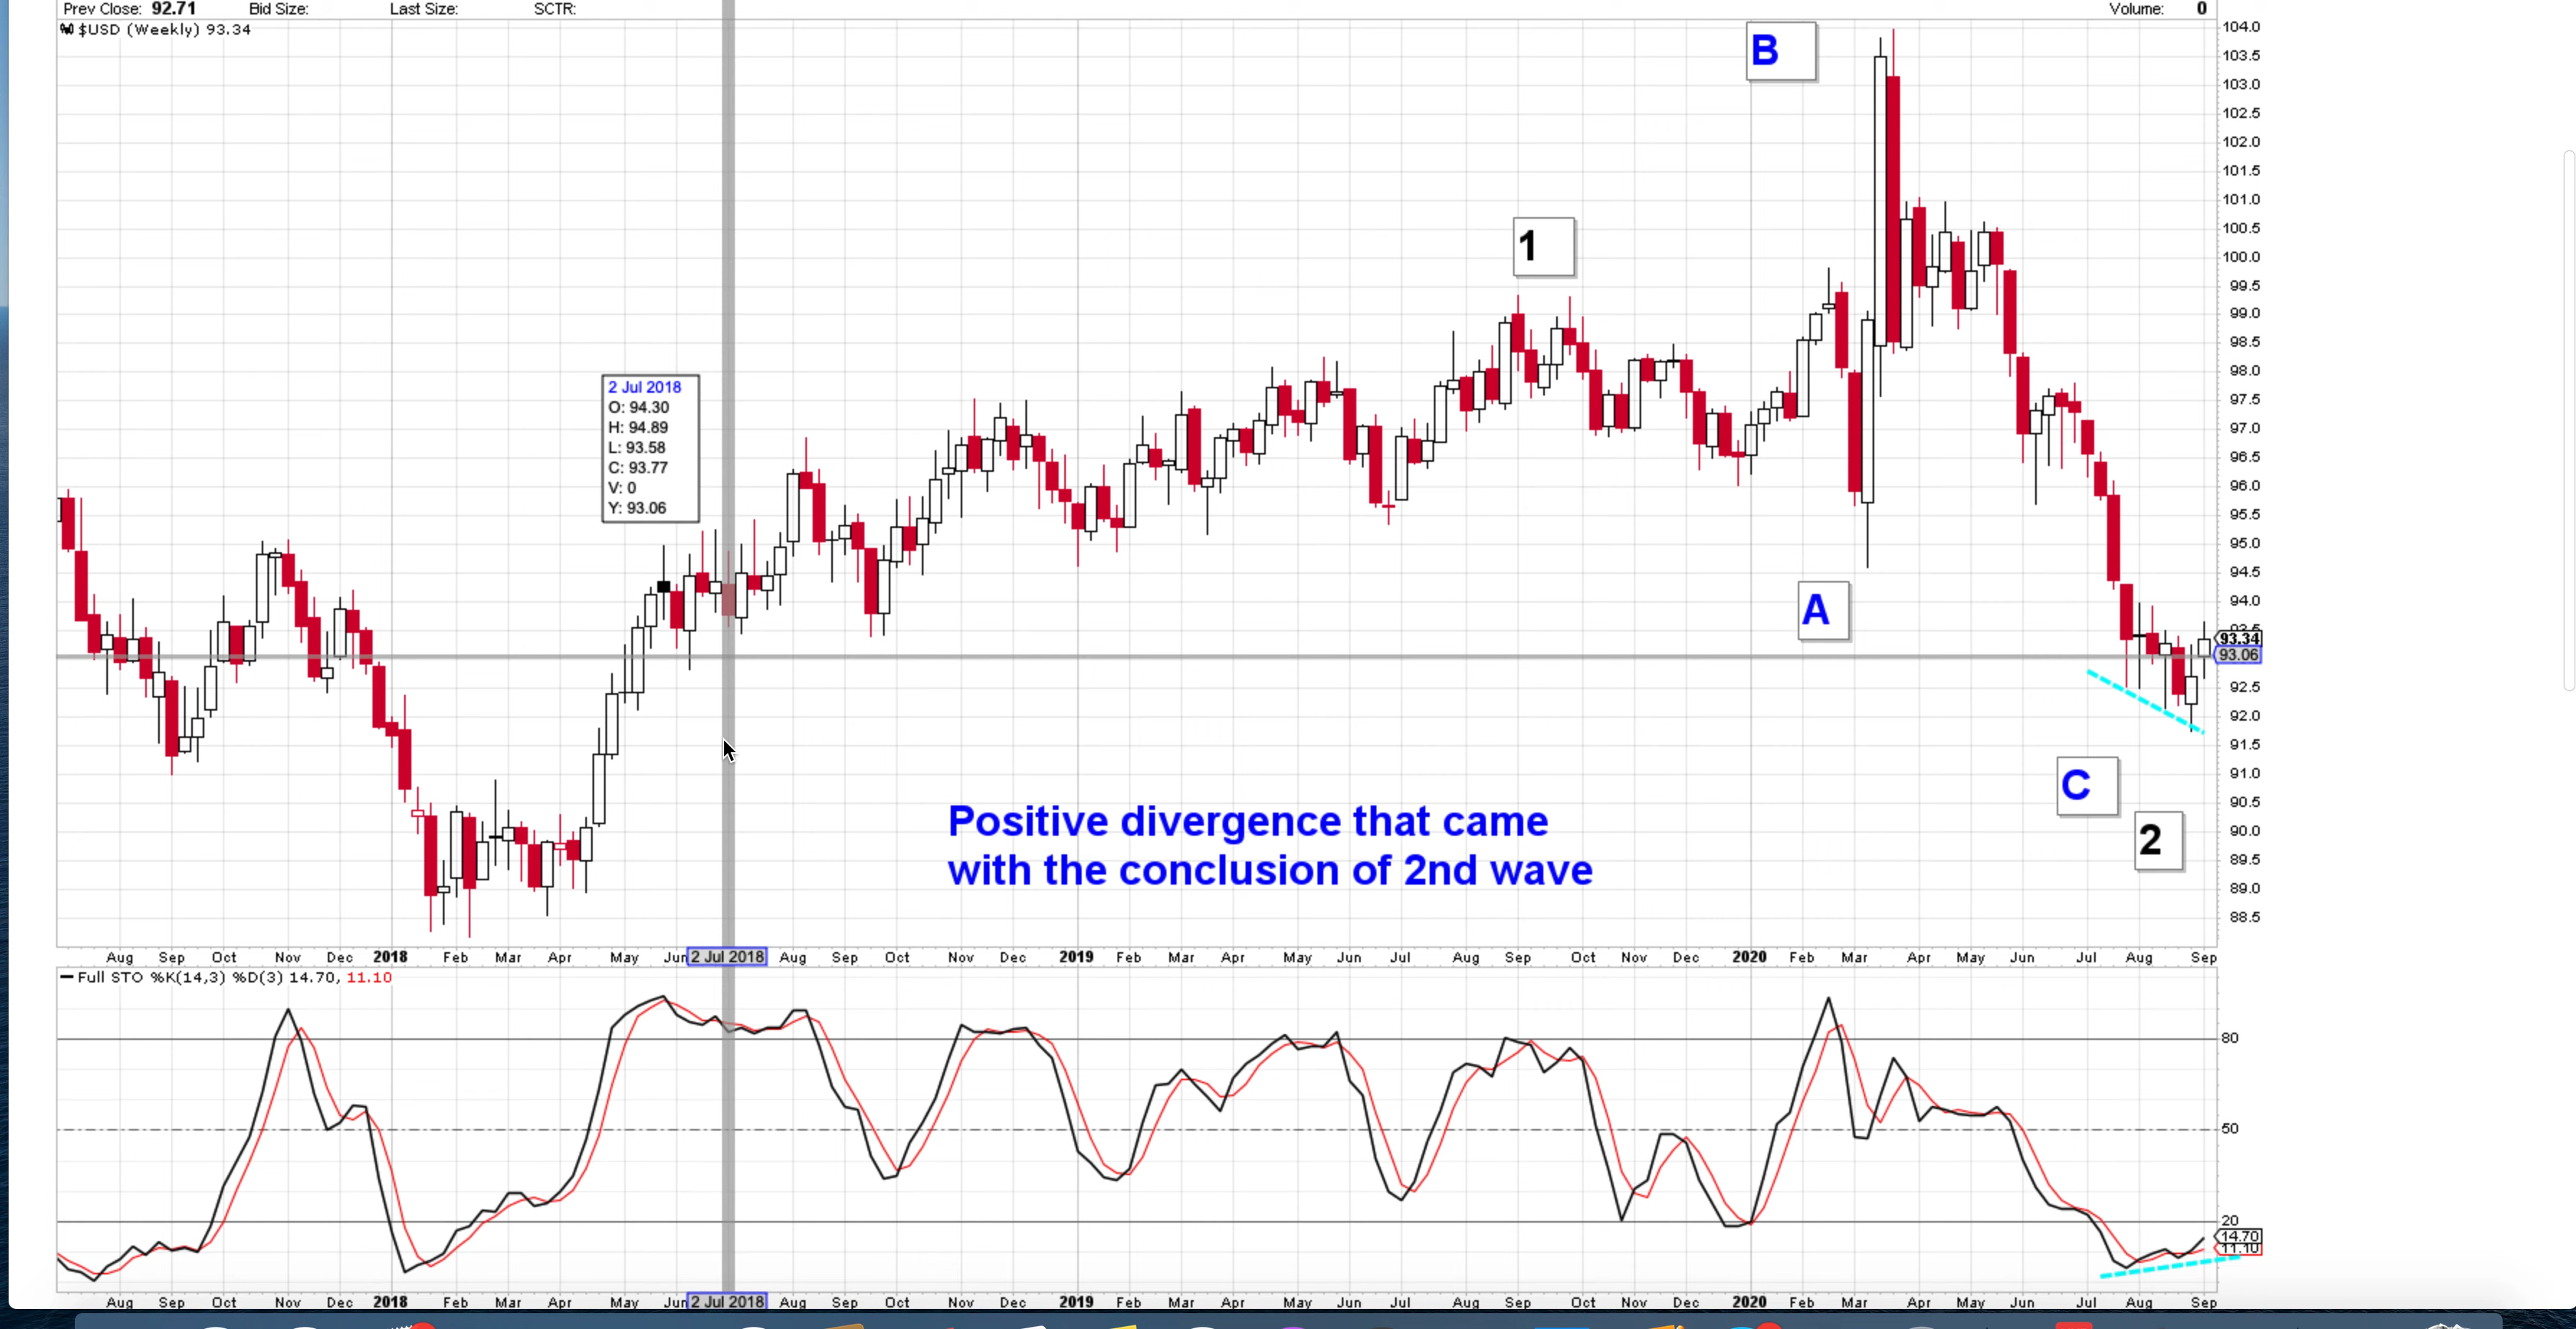 Prev Close: 92.71 Bid Size: Last Size: SCTR: Volume: 0
$USD (Weekly) 93.34
104.0
103.5
103.0
102.5
102.0
101.5
101.0
100.5
100.0
99.5
99.0
98.5
98.0
97.5
97.0
96.5
96.0
95.5
95.0
94.5
94.0
93.34
93.06
92.5
92.0
91.5
91.0
90.5
90.0
89.5
89.0
88.5
B
1
2 Jul 2018
O: 94.30
H: 94.89
L: 93.58
C: 93.77
V: 0
Y: 93.06
A
C
2
Positive divergence that came
with the conclusion of 2nd wave
Aug Sep Oct Nov Dec 2018 Feb Mar Apr May Jun 2 Jul 2018 Aug Sep Oct Nov Dec 2019 Feb Mar Apr May Jun Jul Aug Sep Oct Nov Dec 2020 Feb Mar Apr May Jun Jul Aug Sep
Full STO %K(14,3) %D(3) 14.70, 11.10
80
50
20
14.70
11.10
Aug Sep Oct Nov Dec 2018 Feb Mar Apr May Jun 2 Jul 2018 Aug Sep Oct Nov Dec 2019 Feb Mar Apr May Jun Jul Aug Sep Oct Nov Dec 2020 Feb Mar Apr May Jun Jul Aug Sep